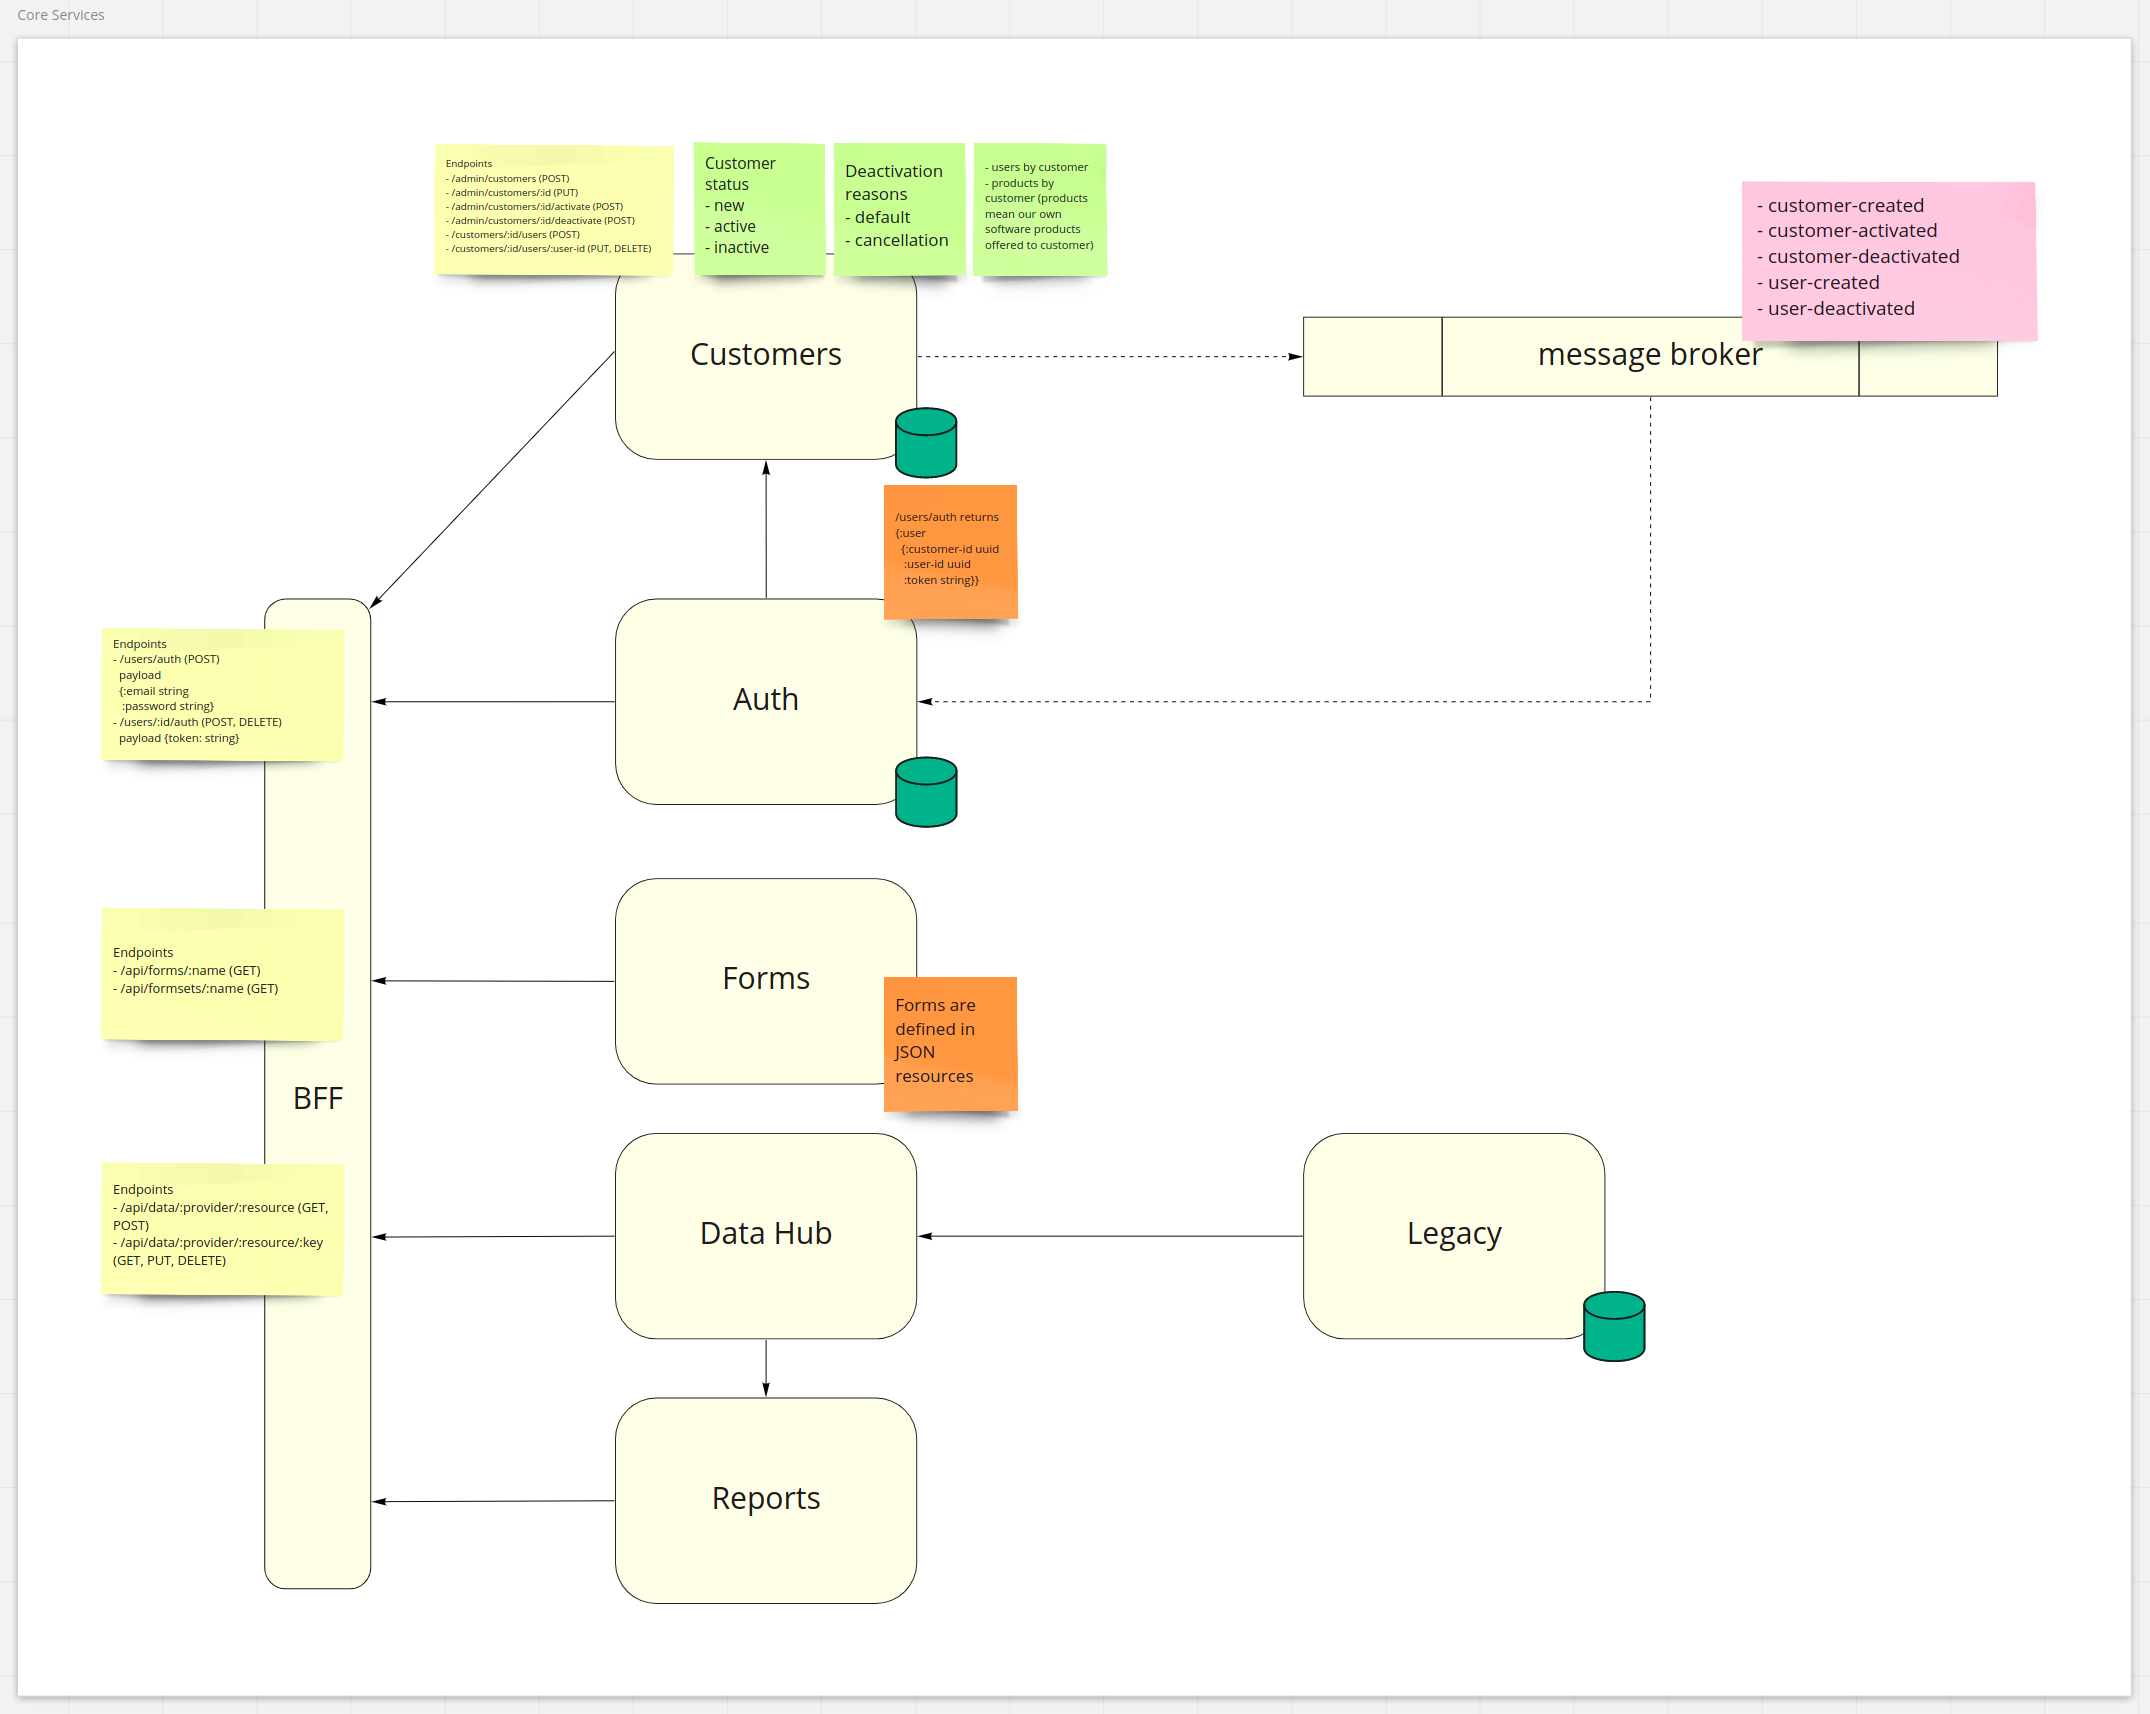 Core Services
Endpoints
- /admin/customers (POST)
- /admin/customers/:id (PUT)
- /admin/customers/:id/activate (POST)
- /admin/customers/:id/deactivate (POST)
- /customers/:id/users (POST)
- /customers/:id/users/:user-id (PUT, DELETE)
Customer
status
- new
- active
- inactive
Deactivation
reasons
- default
- cancellation
- users by customer
- products by
customer (products
mean our own
software products
offered to customer)
- customer-created
- customer-activated
- customer-deactivated
- user-created
- user-deactivated
Customers
message broker
/users/auth returns
{:user
{:customer-id uuid
:user-id uuid
:token string}}
Endpoints
- /users/auth (POST)
payload
{:email string
:password string}
- /users/:id/auth (POST, DELETE)
payload {token: string}
Auth
Endpoints
- /api/forms/:name (GET)
- /api/formsets/:name (GET)
Forms
Forms are
defined in
JSON
resources
BFF
Endpoints
- /api/data/:provider/:resource (GET,
POST)
- /api/data/:provider/:resource/:key
(GET, PUT, DELETE)
Data Hub
Legacy
Reports